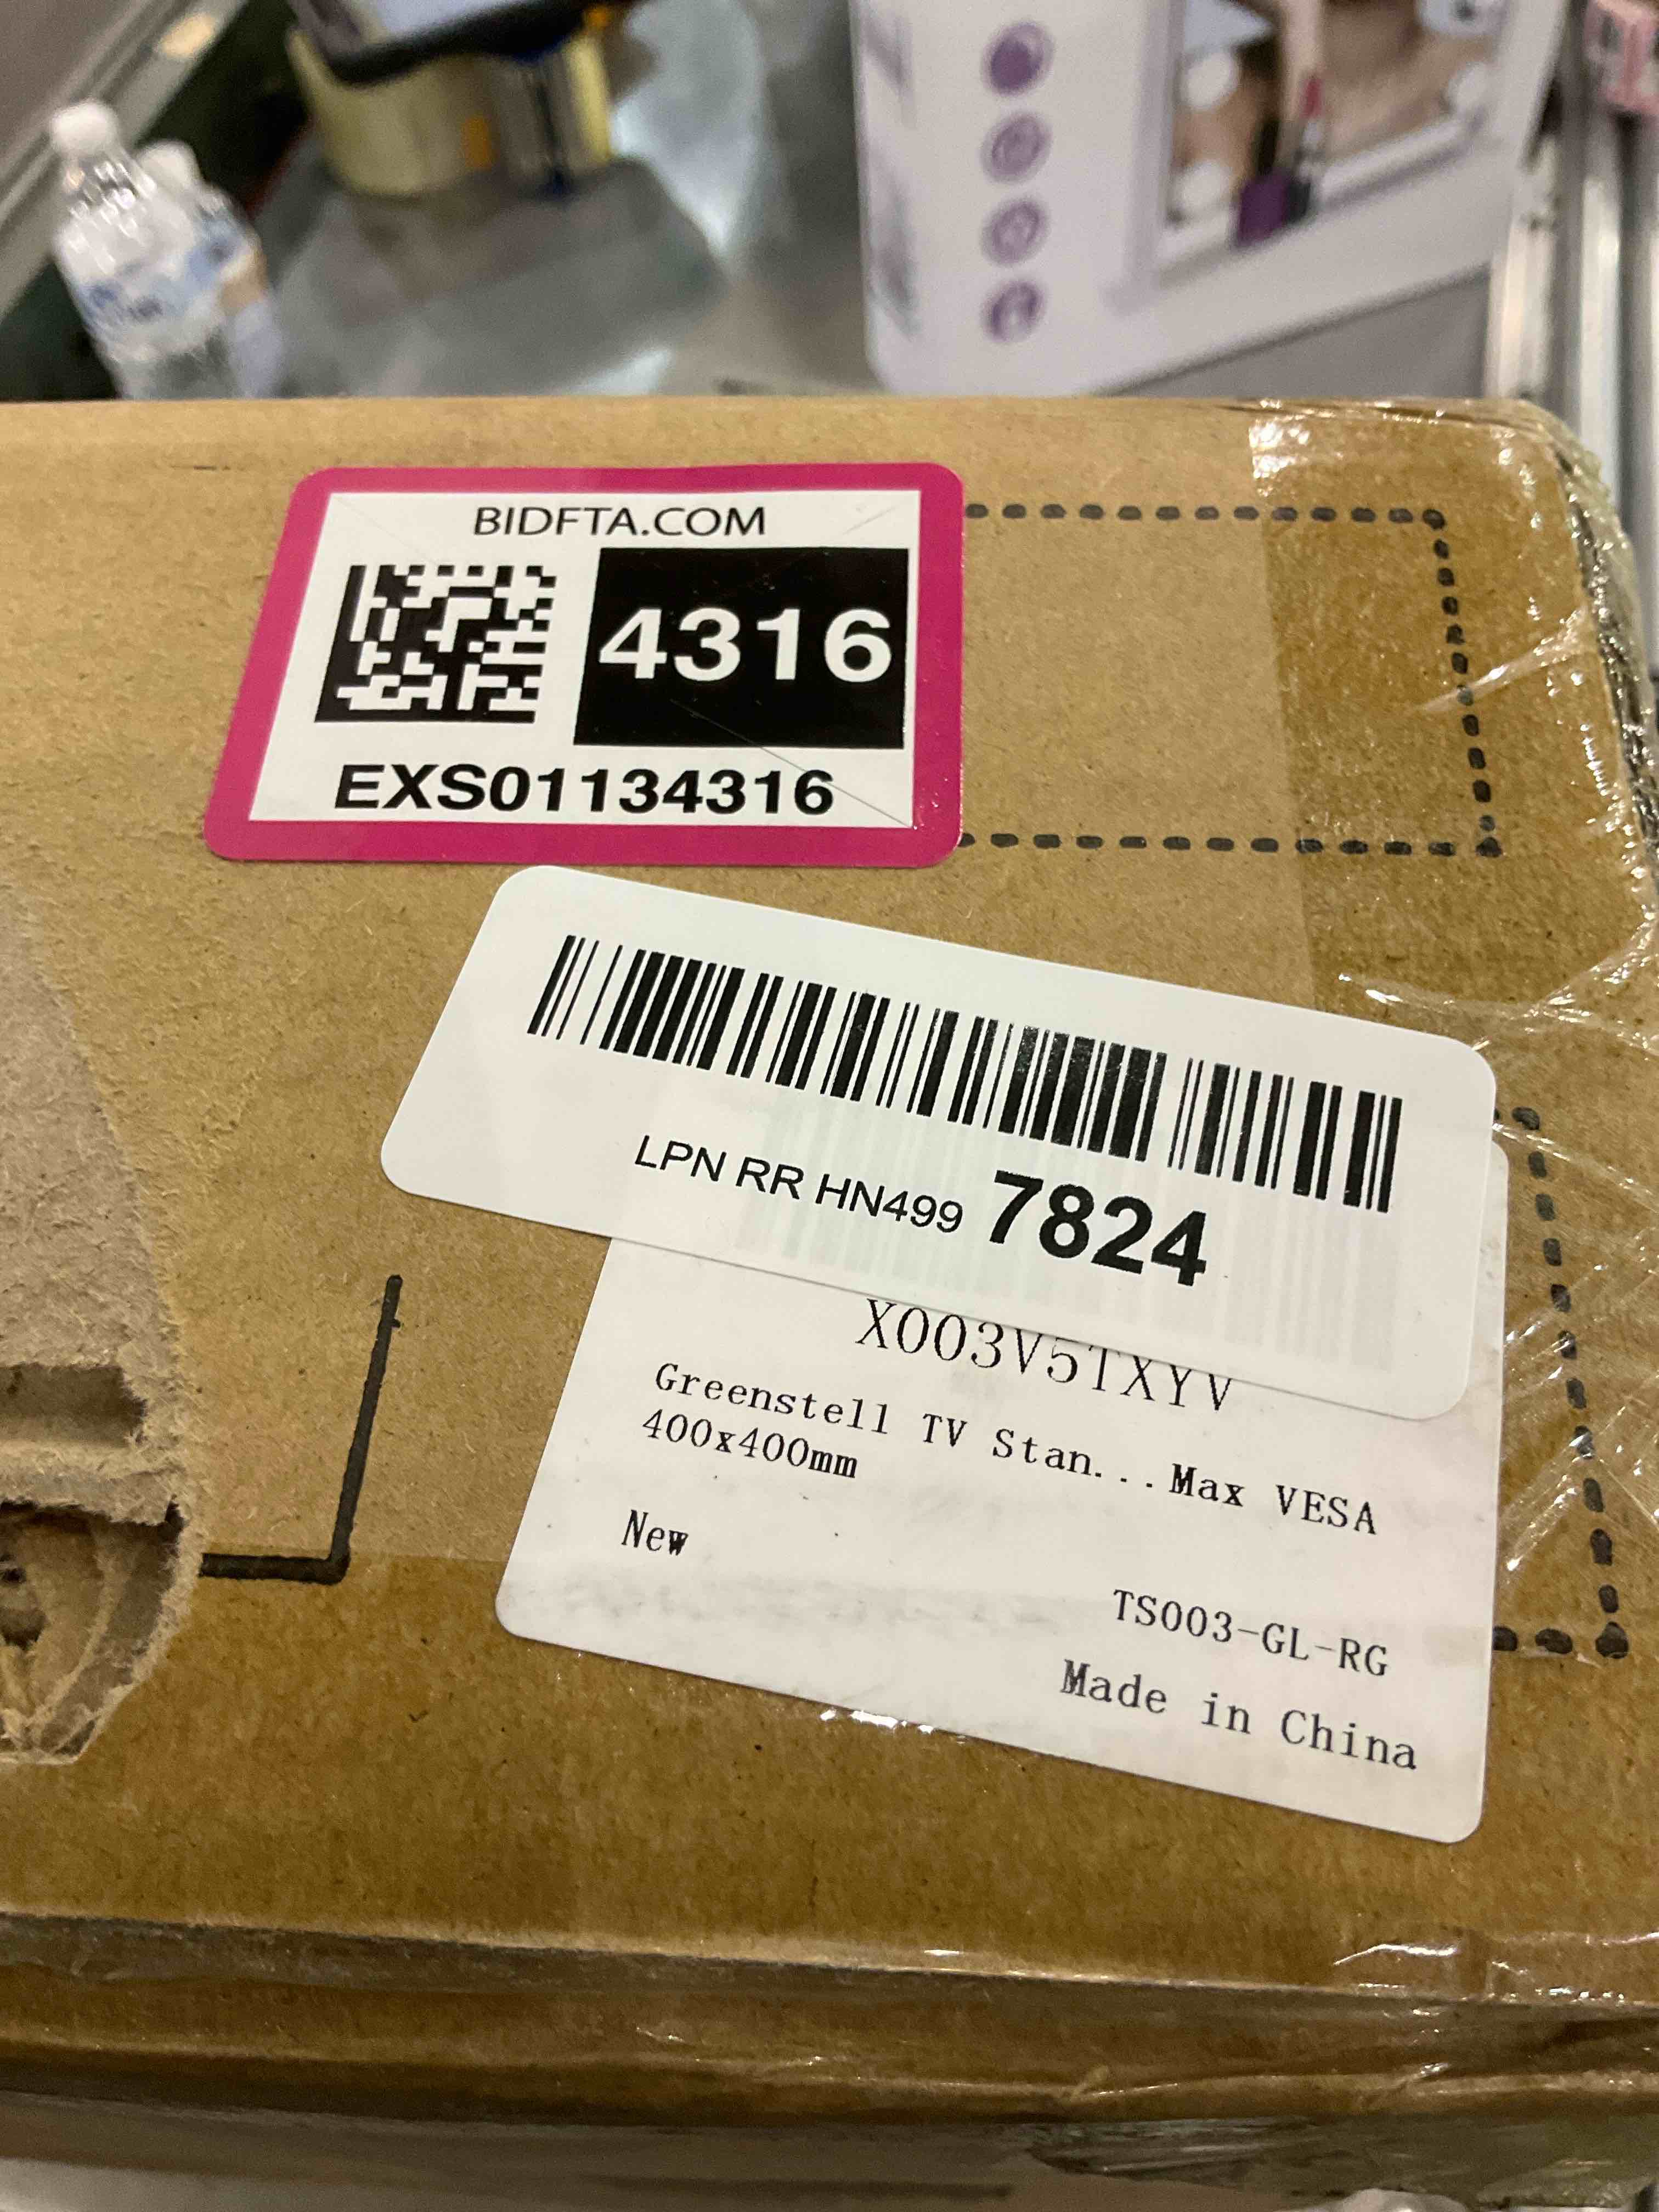 BIDFTA.COM
4316
EXS01134316
LPN RR HN499 7824
X003V5TXYV
Greenstell TV Stan...Max VESA
400x400mm
New
TS003-GL-RG
Made in China